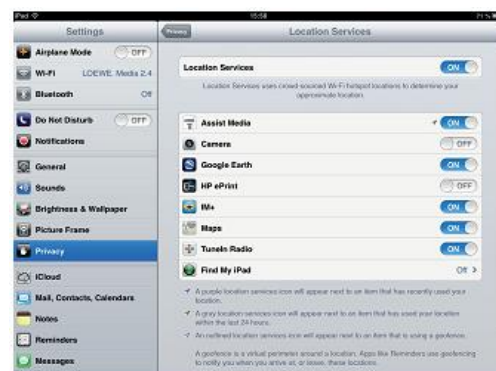 iPad
15:58
71 %
Settings
Privacy
Location Services
Airplane Mode OFF
Wi-Fi LOEWE. Media 2.4
Bluetooth Off
Do Not Disturb OFF
Notifications
General
Sounds
Brightness & Wallpaper
Picture Frame
Privacy
iCloud
Mail, Contacts, Calendars
Notes
Reminders
Messages
Location Services ON
Location Services uses crowd-sourced Wi-Fi hotspot locations to determine your
approximate location.
Assist Media ON
Camera OFF
Google Earth ON
HP ePrint OFF
IM+ ON
Maps ON
TuneIn Radio ON
Find My iPad Off >
A purple location services icon will appear next to an item that has recently used your
location.
A gray location services icon will appear next to an item that has used your location
within the last 24 hours.
An outlined location services icon will appear next to an item that is using a geofence.
A geofence is a virtual perimeter around a location. Apps like Reminders use geofencing
to notify you when you arrive at, or leave, these locations.